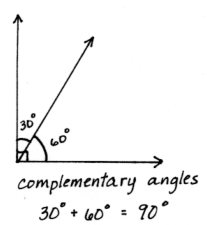 30°
60°
complementary angles
30° + 60° = 90°